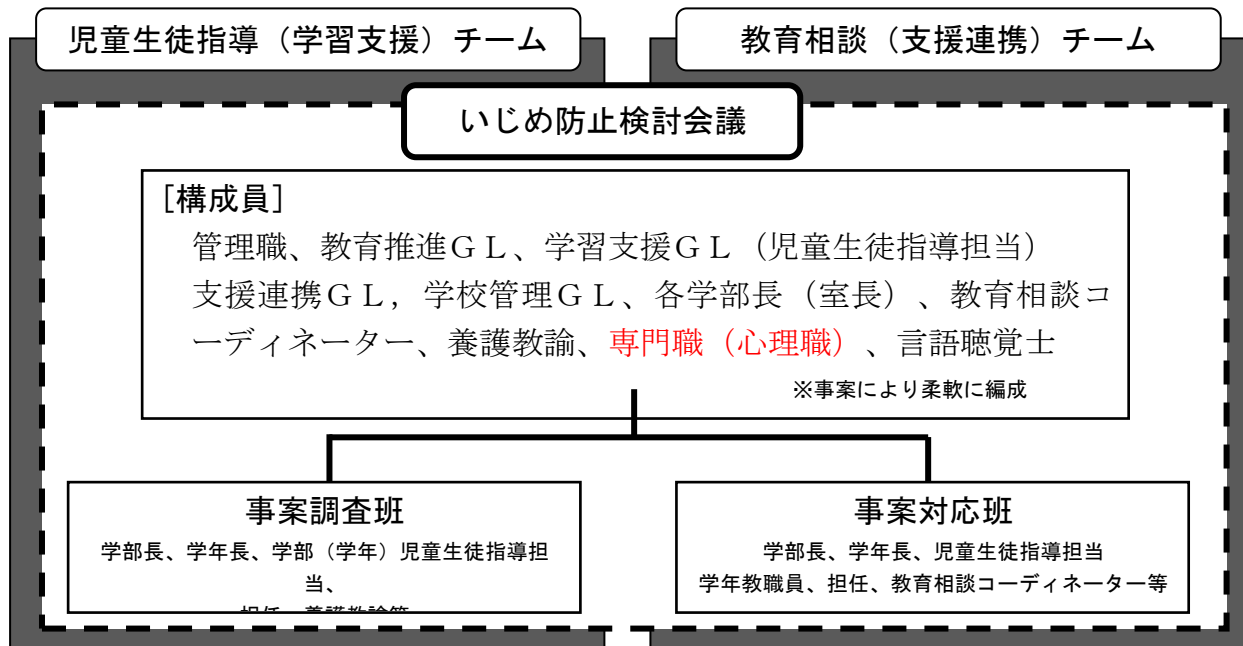 児童生徒指導（学習支援）チーム
教育相談（支援連携）チーム
いじめ防止検討会議
［構成員］
管理職、教育推進ＧＬ、学習支援ＧＬ（児童生徒指導担当）
支援連携ＧＬ，学校管理ＧＬ、各学部長（室長）、教育相談コ
ーディネーター、養護教諭、専門職（心理職）、言語聴覚士
※事案により柔軟に編成
事案調査班
学部長、学年長、学部（学年）児童生徒指導担
当、
担任、養護教諭等
事案対応班
学部長、学年長、児童生徒指導担当
学年教職員、担任、教育相談コーディネーター等